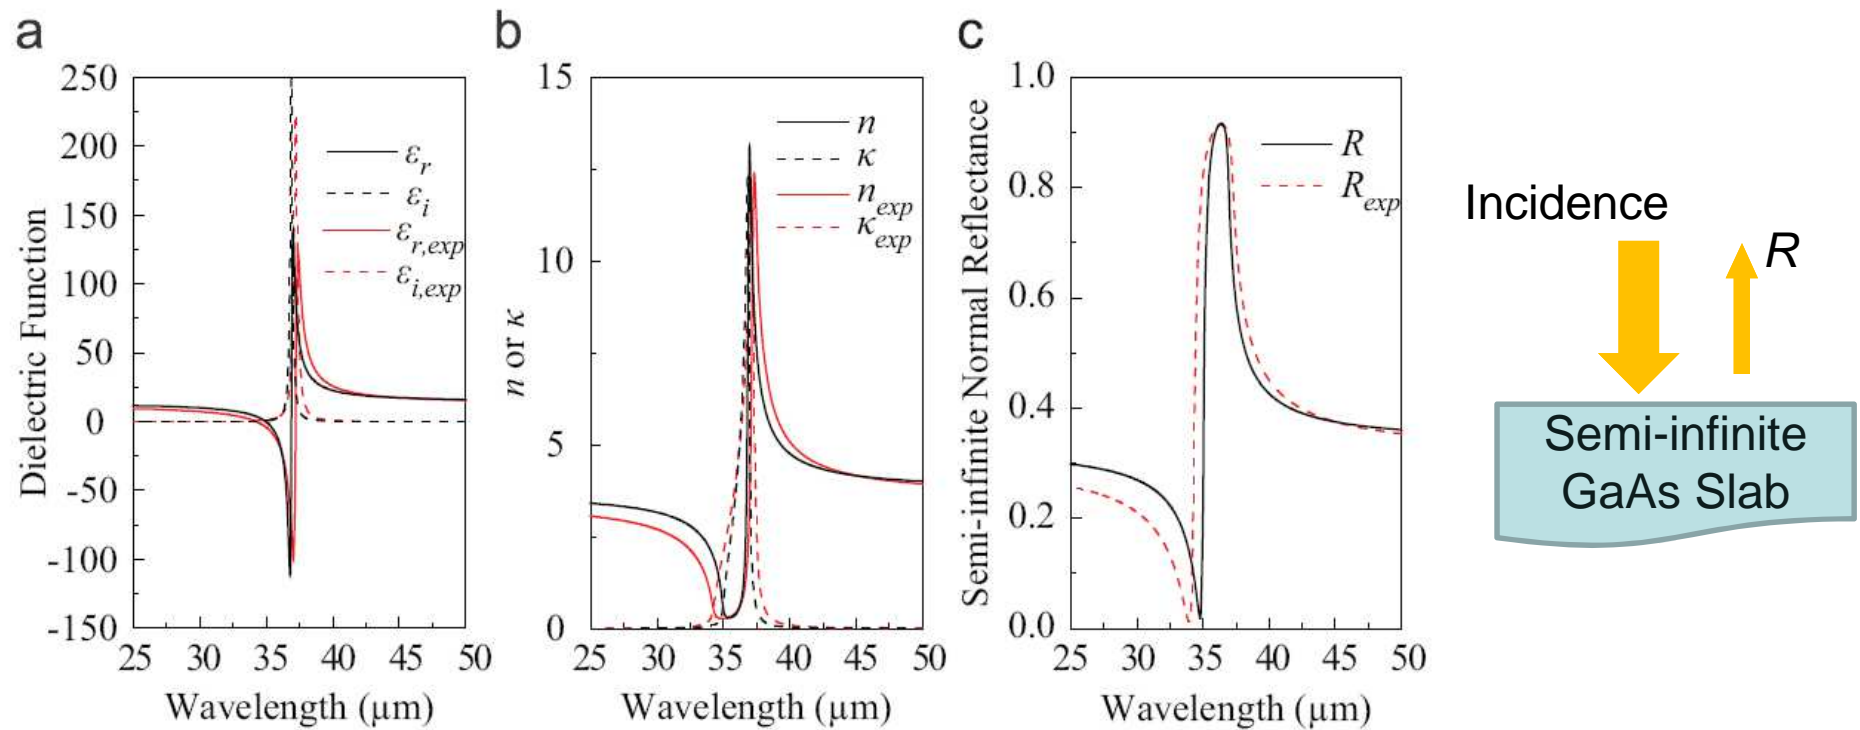 a
250
200
150
100
50
0
-50
-100
-150
25 30 35 40 45 50
Dielectric Function
Wavelength (μm)
εr
εi
εr,exp
εi,exp
b
15
10
5
0
25 30 35 40 45 50
n or κ
Wavelength (μm)
n
κ
nexp
κexp
c
1.0
0.8
0.6
0.4
0.2
0.0
25 30 35 40 45 50
Semi-infinite Normal Reflectance
Wavelength (μm)
R
Rexp
Incidence
R
Semi-infinite
GaAs Slab